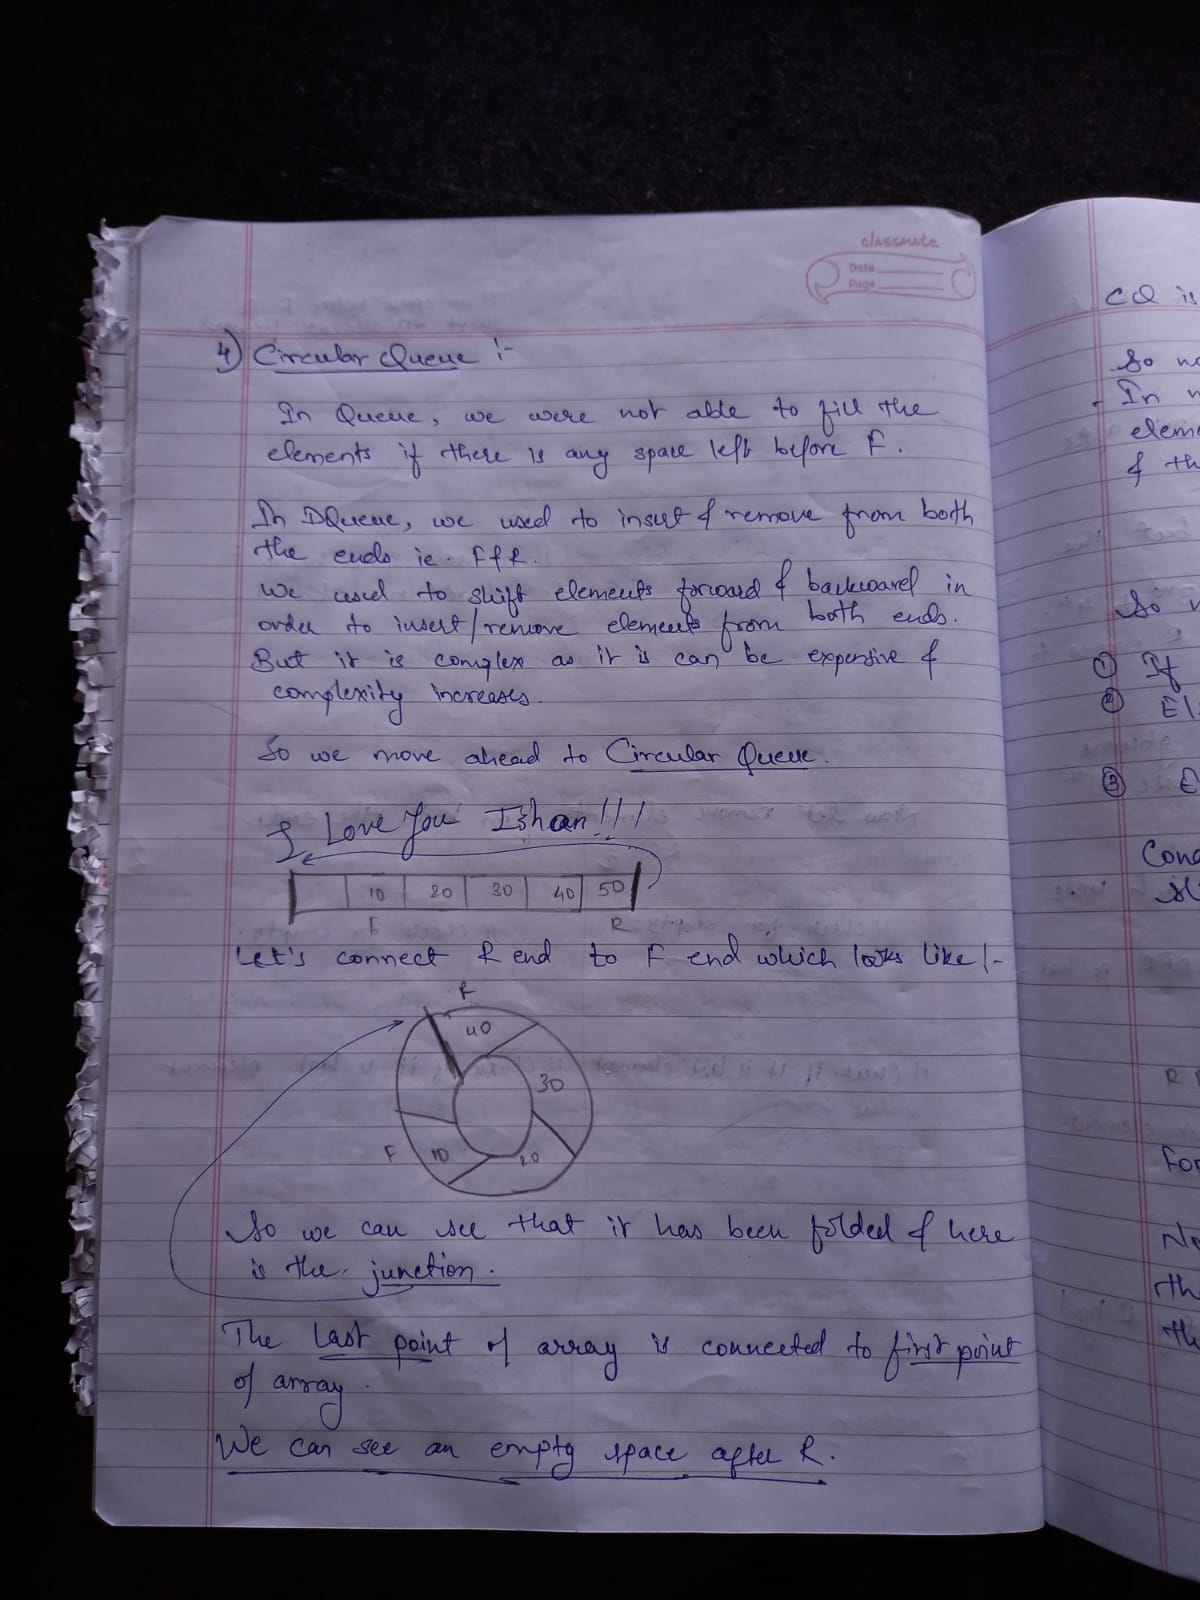 classmate
Date
Page
4) Circular Queue :-
In Queue, we were not able to fill the
elements if there is any space left before F.
In DQueue, we used to insert & remove from both
the ends ie. F & R.
We used to shift elements forward & backward in
order to insert/remove elements from both ends.
But it is complex as it is can be expensive &
complexity increases.
So we move ahead to Circular Queue.
I Love You Ishan!!!
10 20 30 40 50
F R
Let's connect R end to F end which looks like :-
R
40
30
F 10 20
So we can see that it has been folded & here
is the junction.
The last point of array is connected to first point
of array.
We can see an empty space after R.
CQ is
So
In
elem
& th
So
① If
② El
③ E
Cond
R
For
No
th
th